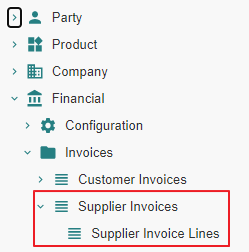 Party
Product
Company
Financial
Configuration
Invoices
Customer Invoices
Supplier Invoices
Supplier Invoice Lines